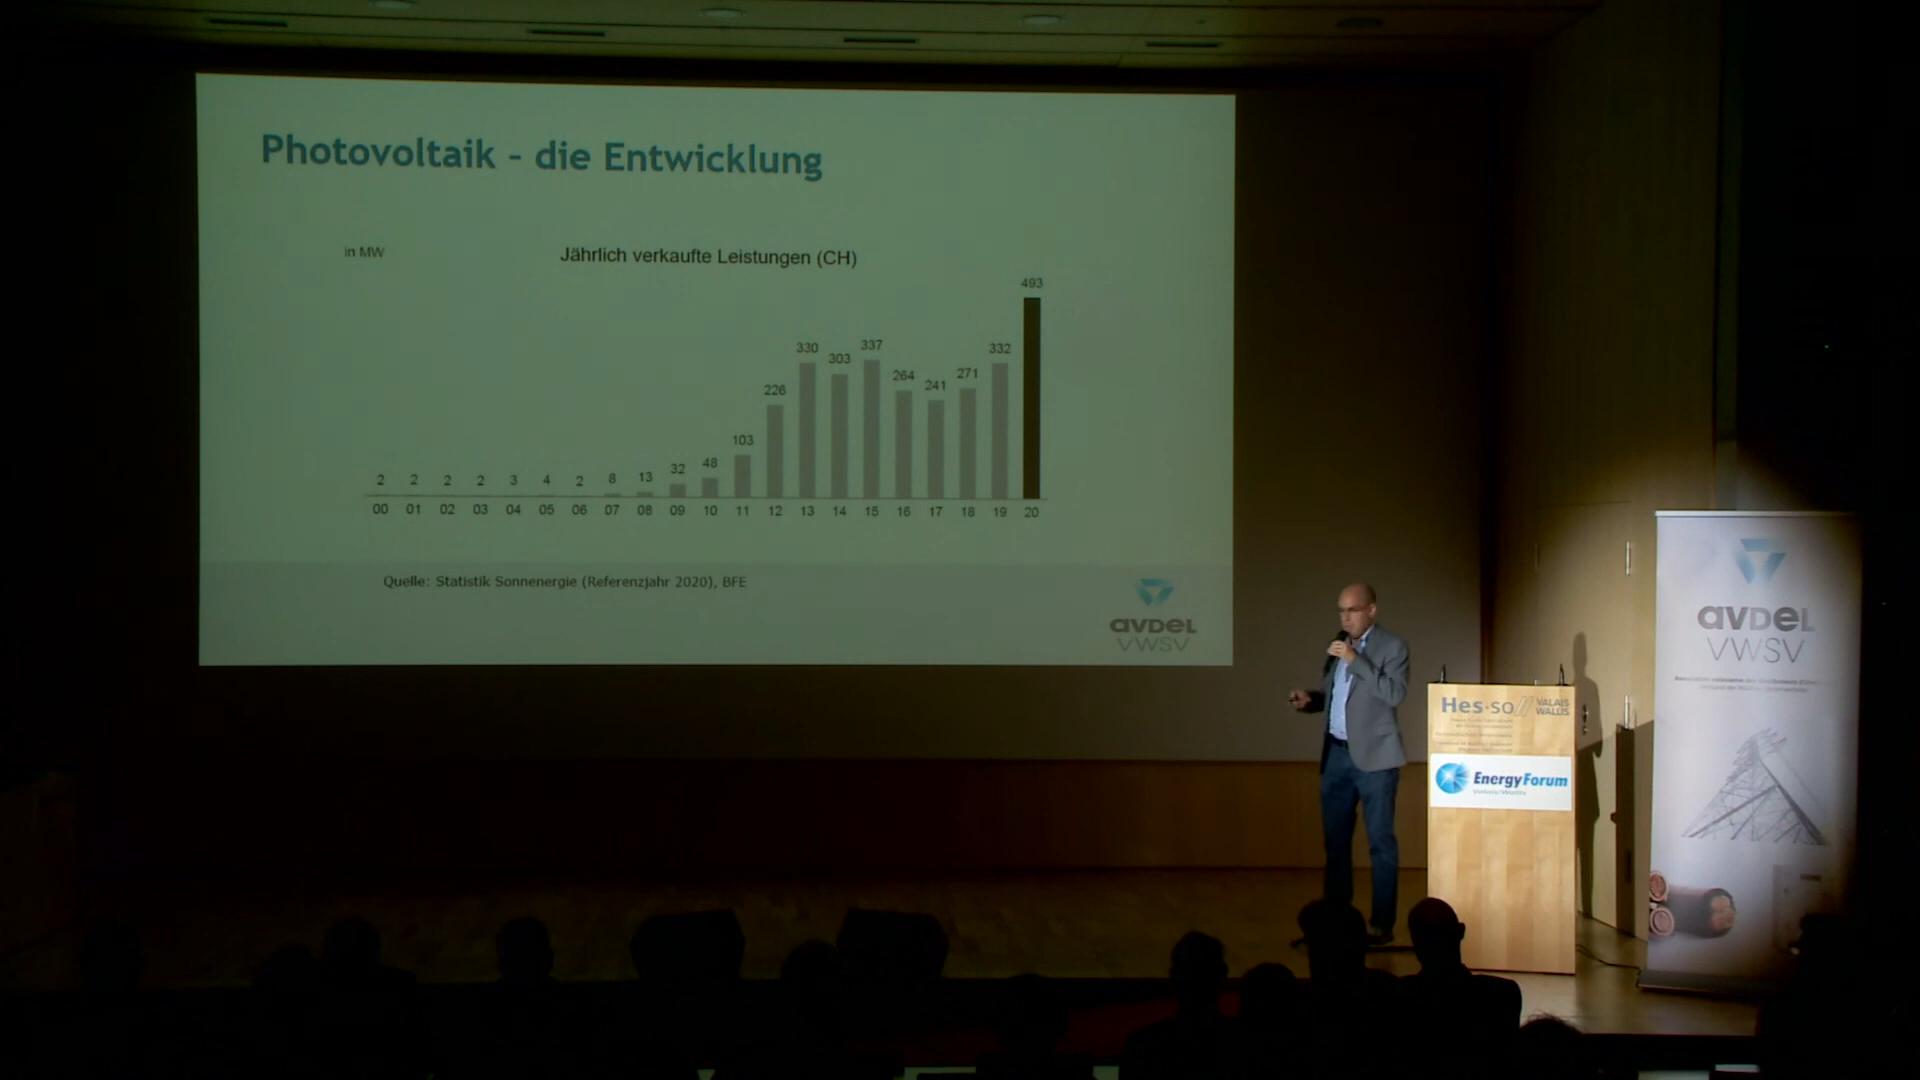 Photovoltaik - die Entwicklung
in MW
Jährlich verkaufte Leistungen (CH)
2 2 2 2 3 4 2 8 13 32 48 103 226 330 303 337 264 241 271 332 493
00 01 02 03 04 05 06 07 08 09 10 11 12 13 14 15 16 17 18 19 20
Quelle: Statistik Sonnenergie (Referenzjahr 2020), BFE
avdel
VWSV
Hes·so// VALAIS
WALLIS
EnergyForum
Valais/Wallis
avdel
VWSV